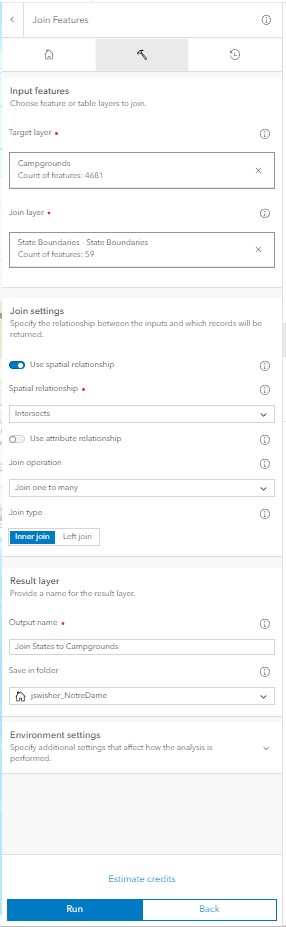 Join Features
Input features
Choose feature or table layers to join.
Target layer •
Campgrounds
Count of features: 4681
Join layer •
State Boundaries - State Boundaries
Count of features: 59
Join settings
Specify the relationship between the inputs and which records will be
returned.
Use spatial relationship
Spatial relationship •
Intersects
Use attribute relationship
Join operation
Join one to many
Join type
Inner join Left join
Result layer
Provide a name for the result layer.
Output name •
Join States to Campgrounds
Save in folder
jswisher_NotreDame
Environment settings
Specify additional settings that affect how the analysis is
performed.
Estimate credits
Run Back